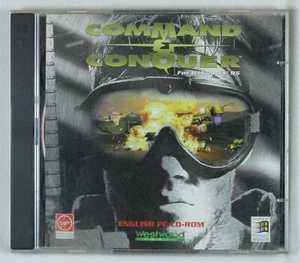 COMMAND
&
CONQUER
For Windows 95
ENGLISH PC CD-ROM
Westwood